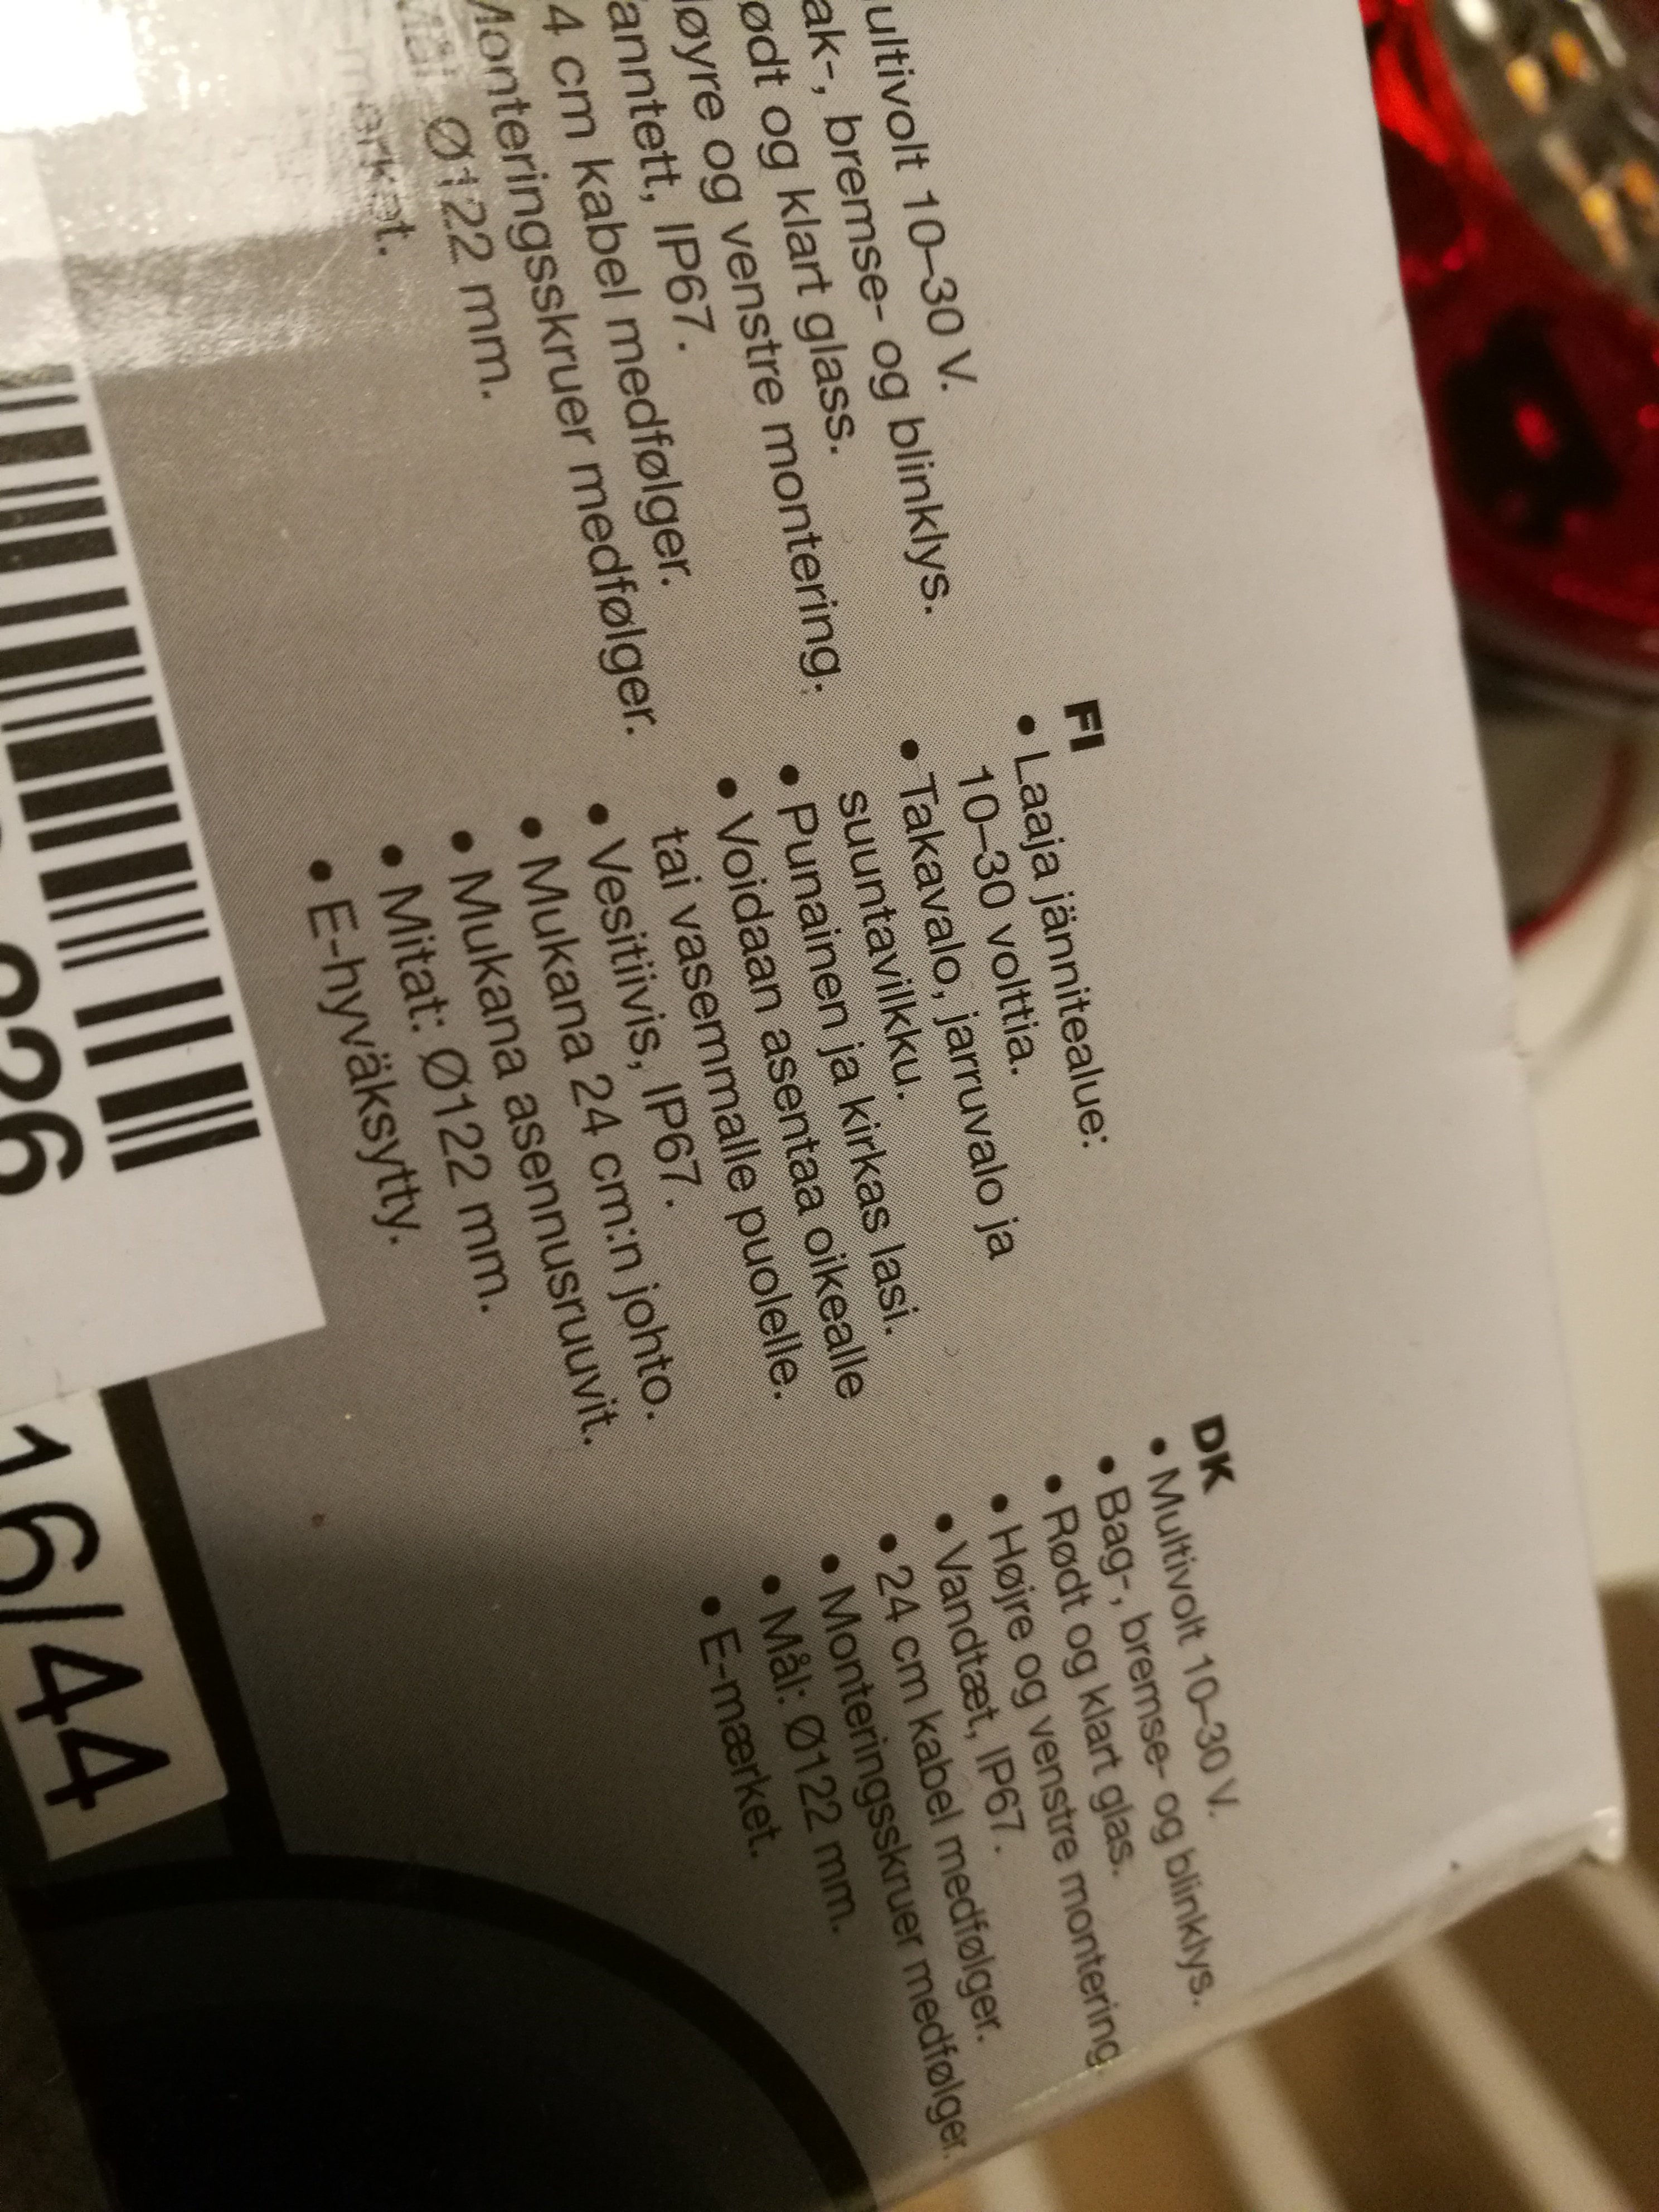 ultivolt 10–30 V.
ak-, bremse- og blinklys.
ødt og klart glass.
øyre og venstre montering.
anntett, IP67.
4 cm kabel medfølger.
Monteringsskruer medfølger.
Mål: Ø122 mm.
-merket.
FI
• Laaja jännitealue:
10–30 volttia.
• Takavalo, jarruvalo ja
suuntavilkku.
• Punainen ja kirkas lasi.
• Voidaan asentaa oikealle
tai vasemmalle puolelle.
• Vesitiivis, IP67.
• Mukana 24 cm:n johto.
• Mukana asennusruuvit.
• Mitat: Ø122 mm.
• E-hyväksytty.
DK
• Multivolt 10–30 V.
• Bag-, bremse- og blinklys.
• Rødt og klart glas.
• Højre og venstre montering.
• Vandtæt, IP67.
• 24 cm kabel medfølger.
• Monteringsskruer medfølger.
• Mål: Ø122 mm.
• E-mærket.
26
16/44